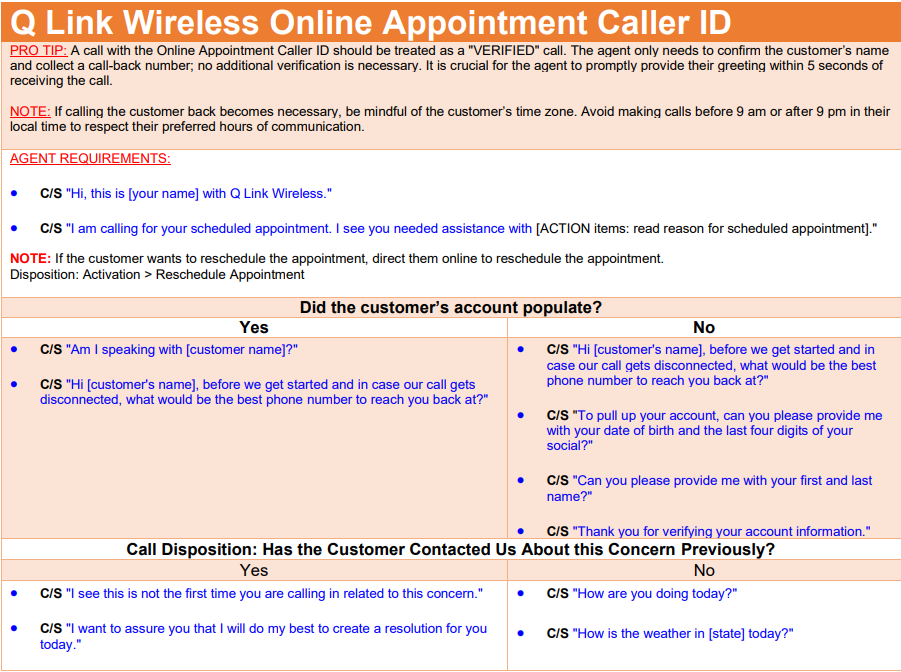 Q Link Wireless Online Appointment Caller ID
PRO TIP: A call with the Online Appointment Caller ID should be treated as a "VERIFIED" call. The agent only needs to confirm the customer's name
and collect a call-back number; no additional verification is necessary. It is crucial for the agent to promptly provide their greeting within 5 seconds of
receiving the call.
NOTE: If calling the customer back becomes necessary, be mindful of the customer's time zone. Avoid making calls before 9 am or after 9 pm in their
local time to respect their preferred hours of communication.
AGENT REQUIREMENTS:
● C/S "Hi, this is [your name] with Q Link Wireless."
● C/S "I am calling for your scheduled appointment. I see you needed assistance with [ACTION items: read reason for scheduled appointment]."
NOTE: If the customer wants to reschedule the appointment, direct them online to reschedule the appointment.
Disposition: Activation > Reschedule Appointment
Did the customer's account populate?
Yes
● C/S "Am I speaking with [customer name]?"
● C/S "Hi [customer's name], before we get started and in case our call gets
disconnected, what would be the best phone number to reach you back at?"
No
● C/S "Hi [customer's name], before we get started and in
case our call gets disconnected, what would be the best
phone number to reach you back at?"
● C/S "To pull up your account, can you please provide me
with your date of birth and the last four digits of your
social?"
● C/S "Can you please provide me with your first and last
name?"
● C/S "Thank you for verifying your account information."
Call Disposition: Has the Customer Contacted Us About this Concern Previously?
Yes
● C/S "I see this is not the first time you are calling in related to this concern."
● C/S "I want to assure you that I will do my best to create a resolution for you
today."
No
● C/S "How are you doing today?"
● C/S "How is the weather in [state] today?"